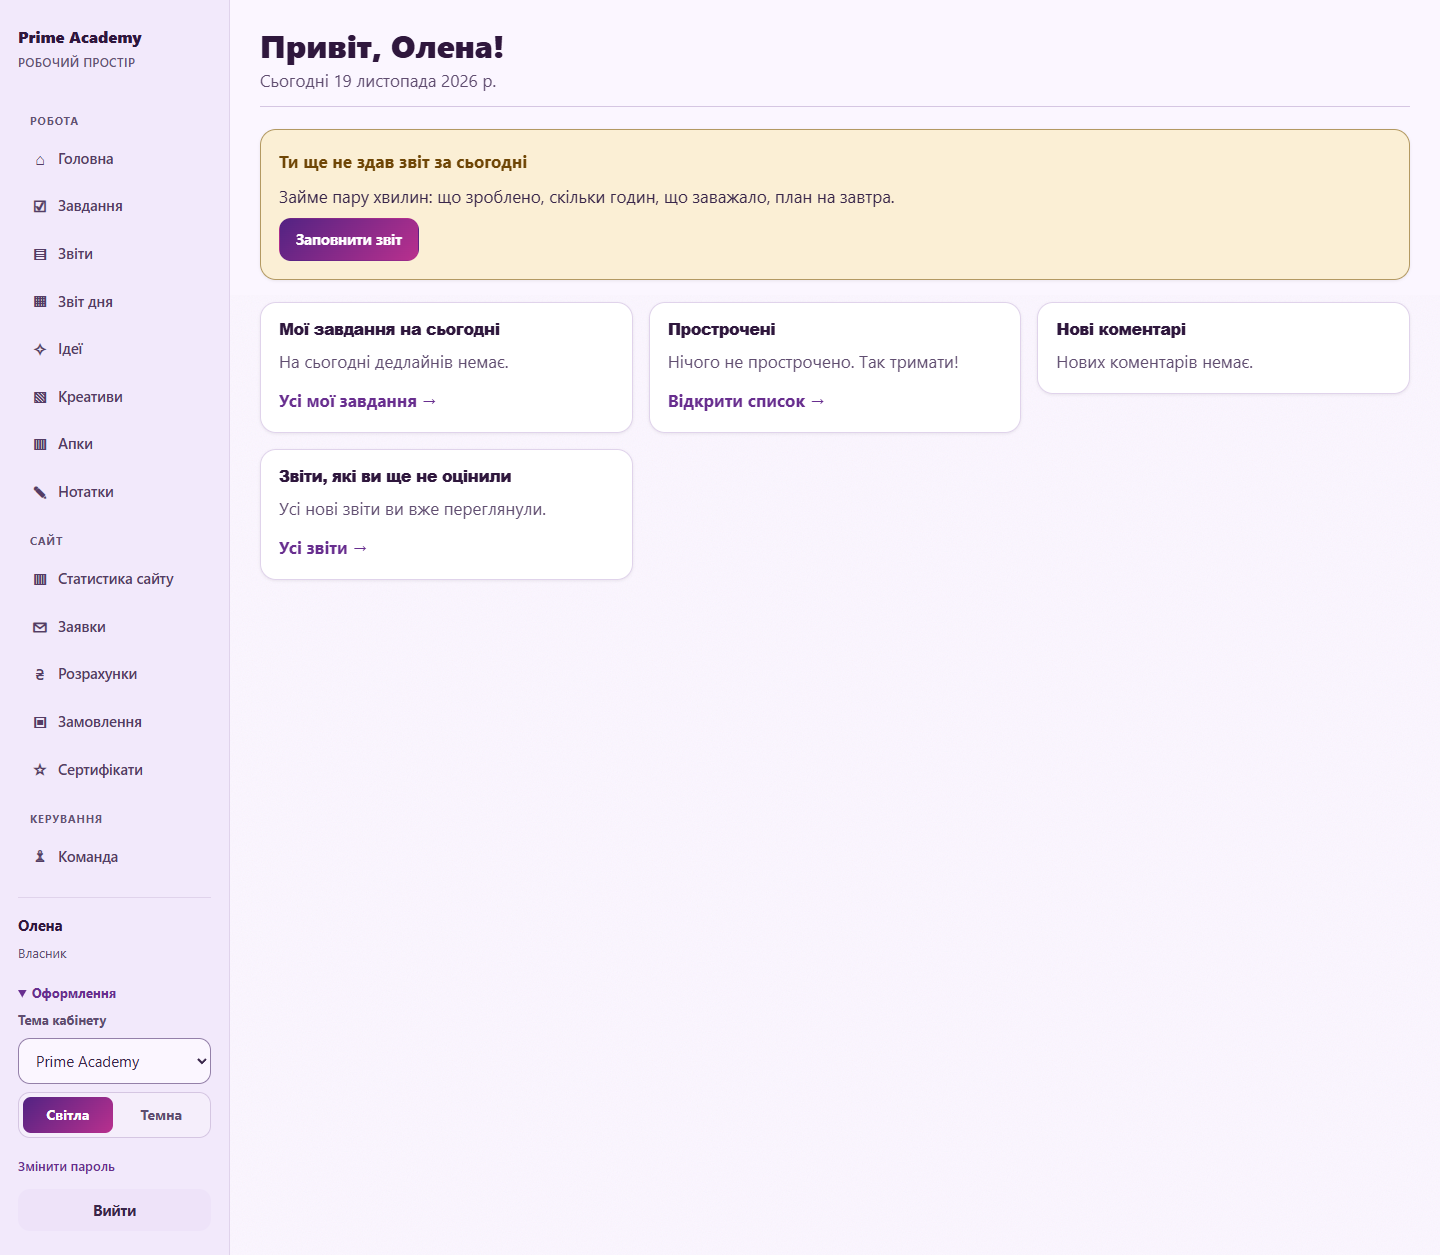 Prime Academy
РОБОЧИЙ ПРОСТІР
РОБОТА
Головна
Завдання
Звіти
Звіт дня
Ідеї
Креативи
Апки
Нотатки
САЙТ
Статистика сайту
Заявки
₴ Розрахунки
Замовлення
Сертифікати
КЕРУВАННЯ
Команда
Олена
Власник
Оформлення
Тема кабінету
Prime Academy
Світла Темна
Змінити пароль
Вийти
Привіт, Олена!
Сьогодні 19 листопада 2026 р.
Ти ще не здав звіт за сьогодні
Займе пару хвилин: що зроблено, скільки годин, що заважало, план на завтра.
Заповнити звіт
Мої завдання на сьогодні
На сьогодні дедлайнів немає.
Усі мої завдання →
Прострочені
Нічого не прострочено. Так тримати!
Відкрити список →
Нові коментарі
Нових коментарів немає.
Звіти, які ви ще не оцінили
Усі нові звіти ви вже переглянули.
Усі звіти →